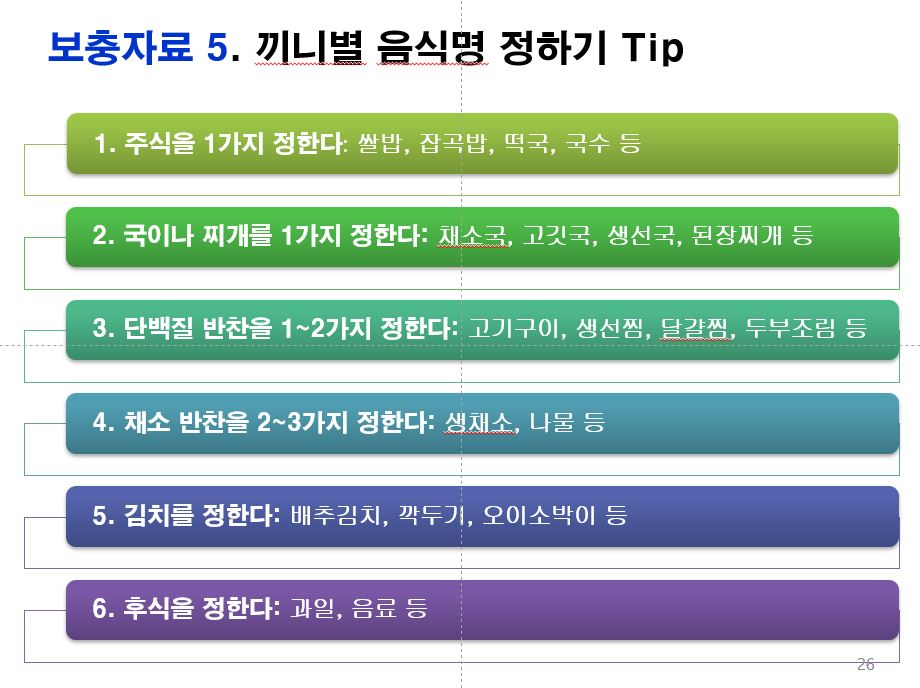 보충자료 5. 끼니별 음식명 정하기 Tip
1. 주식을 1가지 정한다: 쌀밥, 잡곡밥, 떡국, 국수 등
2. 국이나 찌개를 1가지 정한다: 채소국, 고깃국, 생선국, 된장찌개 등
3. 단백질 반찬을 1~2가지 정한다: 고기구이, 생선찜, 달걀찜, 두부조림 등
4. 채소 반찬을 2~3가지 정한다: 생채소, 나물 등
5. 김치를 정한다: 배추김치, 깍두기, 오이소박이 등
6. 후식을 정한다: 과일, 음료 등
26